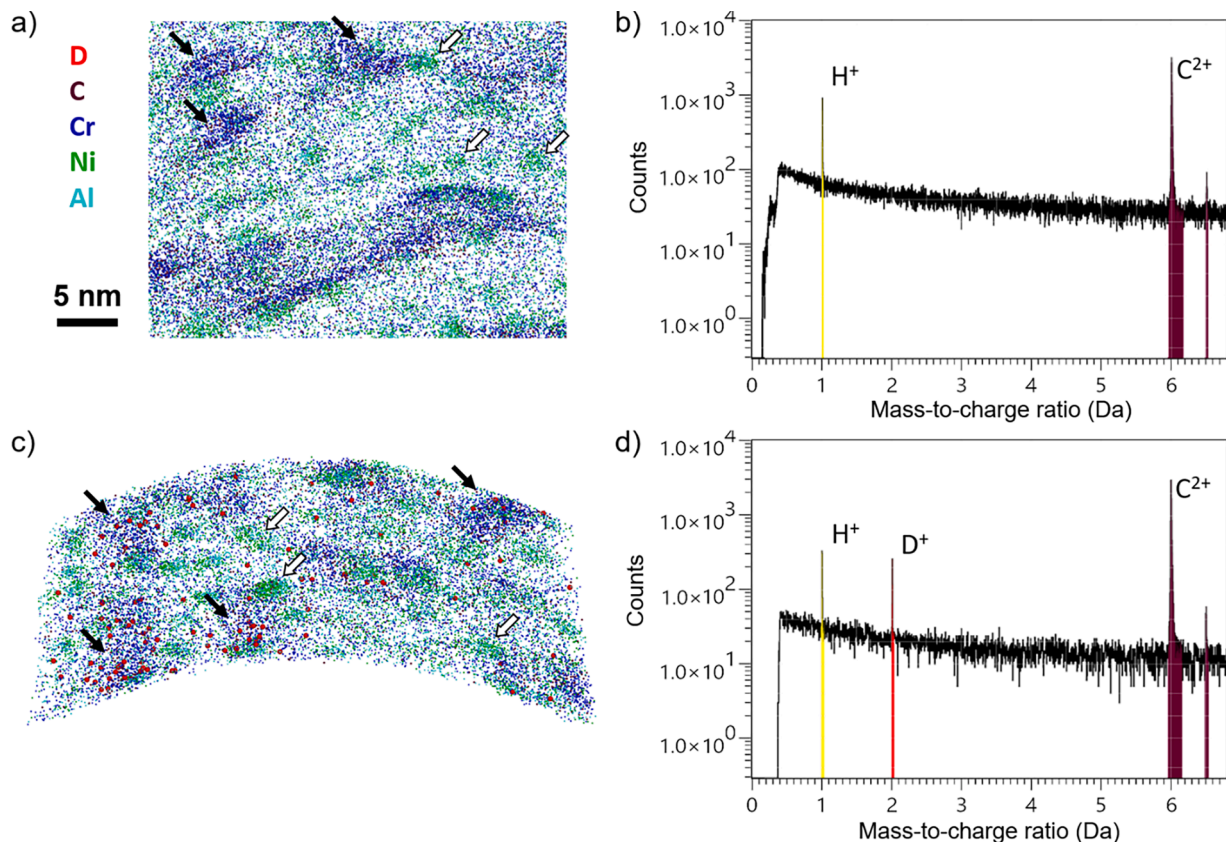 a)
D
C
Cr
Ni
Al
5 nm
b)
1.0×10⁴
1.0×10³
1.0×10²
1.0×10¹
1.0×10⁰
Counts
H⁺
C²⁺
0 1 2 3 4 5 6
Mass-to-charge ratio (Da)
c)
d)
1.0×10⁴
1.0×10³
1.0×10²
1.0×10¹
1.0×10⁰
Counts
H⁺
D⁺
C²⁺
0 1 2 3 4 5 6
Mass-to-charge ratio (Da)